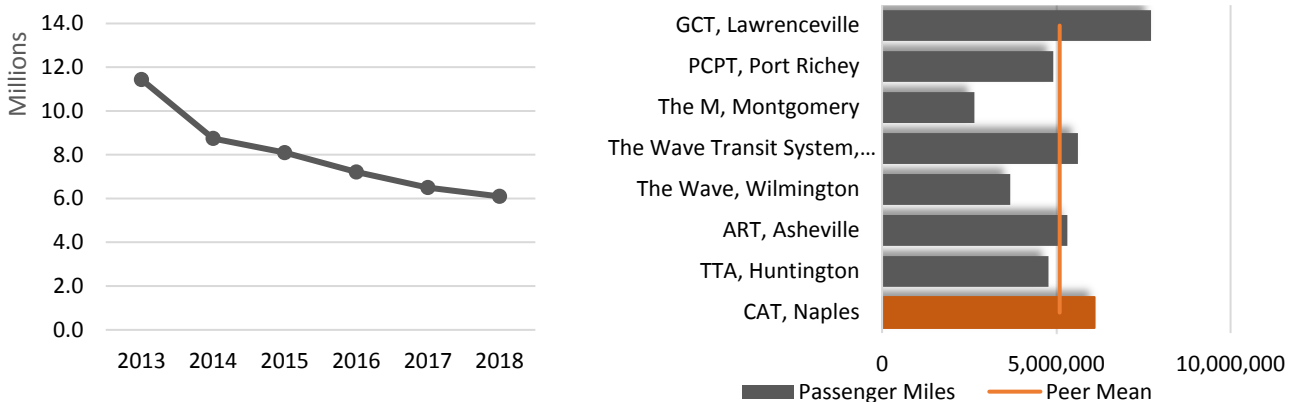 Millions
14.0
12.0
10.0
8.0
6.0
4.0
2.0
0.0
2013 2014 2015 2016 2017 2018
GCT, Lawrenceville
PCPT, Port Richey
The M, Montgomery
The Wave Transit System,...
The Wave, Wilmington
ART, Asheville
TTA, Huntington
CAT, Naples
0 5,000,000 10,000,000
Passenger Miles Peer Mean